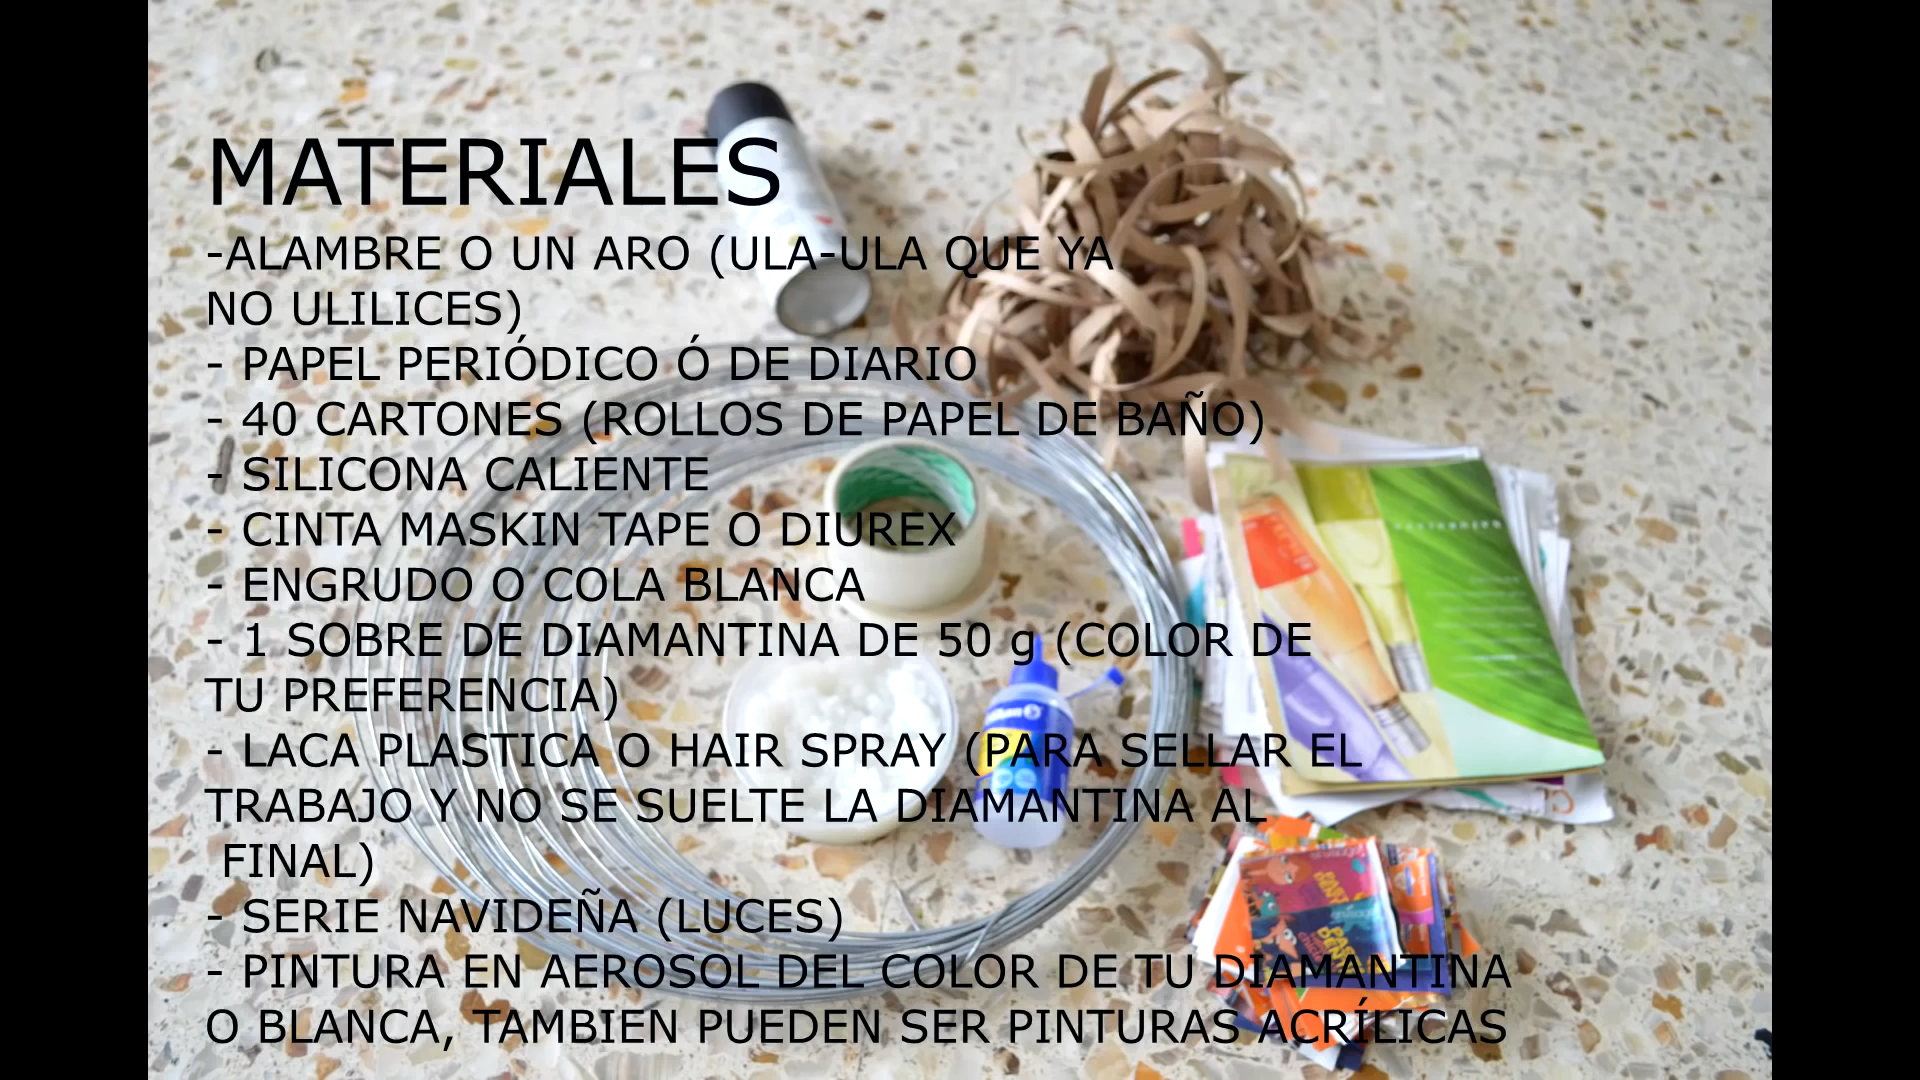 MATERIALES
-ALAMBRE O UN ARO (ULA-ULA QUE YA
NO ULILICES)
- PAPEL PERIÓDICO Ó DE DIARIO
- 40 CARTONES (ROLLOS DE PAPEL DE BAÑO)
- SILICONA CALIENTE
- CINTA MASKIN TAPE O DIUREX
- ENGRUDO O COLA BLANCA
- 1 SOBRE DE DIAMANTINA DE 50 g (COLOR DE
TU PREFERENCIA)
- LACA PLASTICA O HAIR SPRAY (PARA SELLAR EL
TRABAJO Y NO SE SUELTE LA DIAMANTINA AL
FINAL)
- SERIE NAVIDEÑA (LUCES)
- PINTURA EN AEROSOL DEL COLOR DE TU DIAMANTINA
O BLANCA, TAMBIEN PUEDEN SER PINTURAS ACRÍLICAS